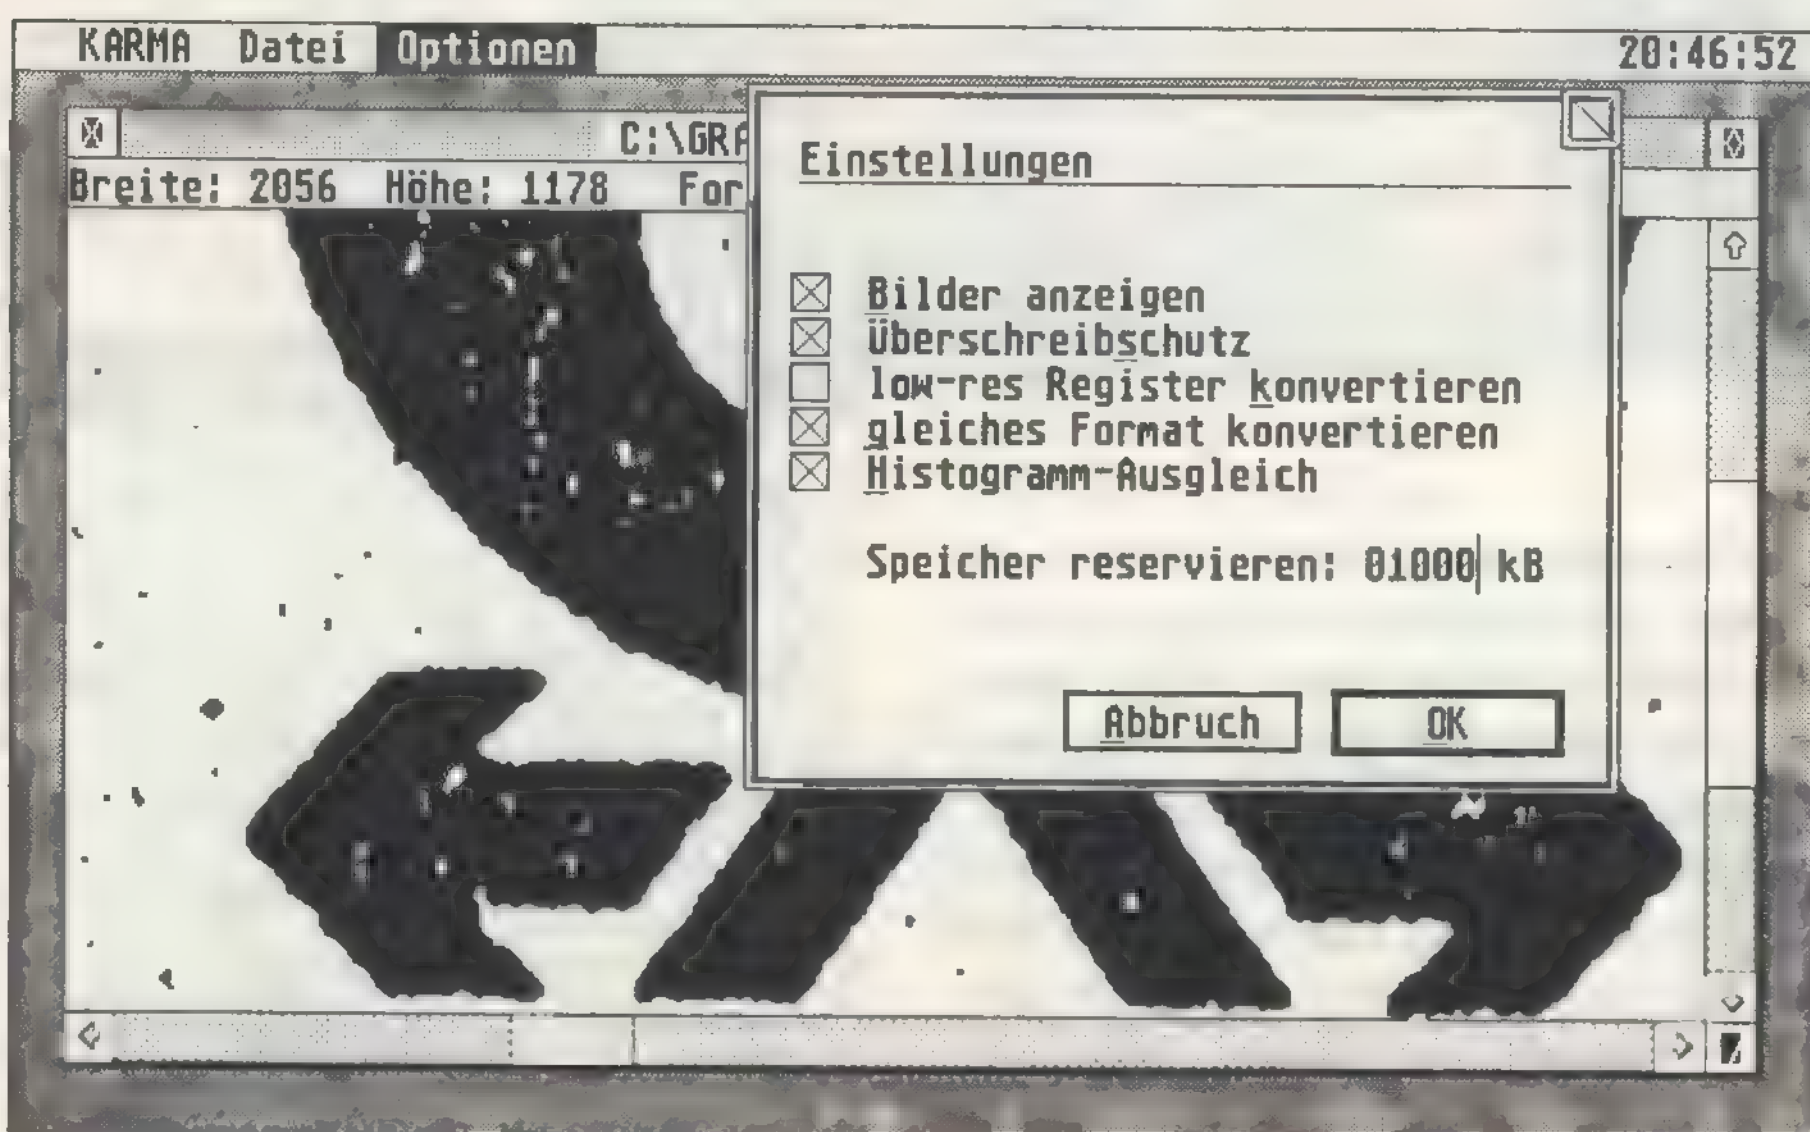 KARMA Datei Optionen 20:46:52
C:\GRA
Breite: 2056 Höhe: 1178 For
Einstellungen
Bilder anzeigen
Überschreibschutz
low-res Register konvertieren
gleiches Format konvertieren
Histogramm-Ausgleich
Speicher reservieren: 01000 kB
Abbruch OK